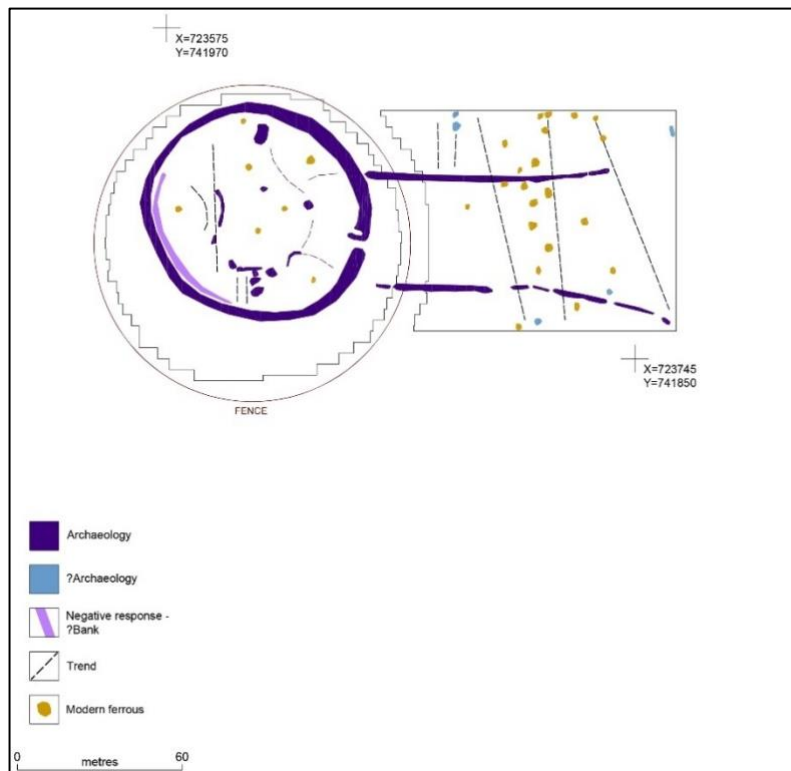 X=723575
Y=741970
X=723745
Y=741850
FENCE
Archaeology
?Archaeology
Negative response -
?Bank
Trend
Modern ferrous
0 60
metres